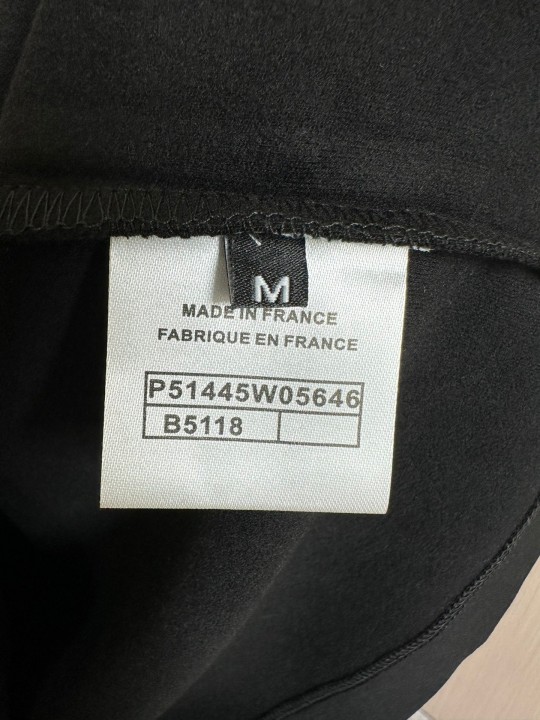 M
MADE IN FRANCE
FABRIQUE EN FRANCE
P51445W05646
B5118